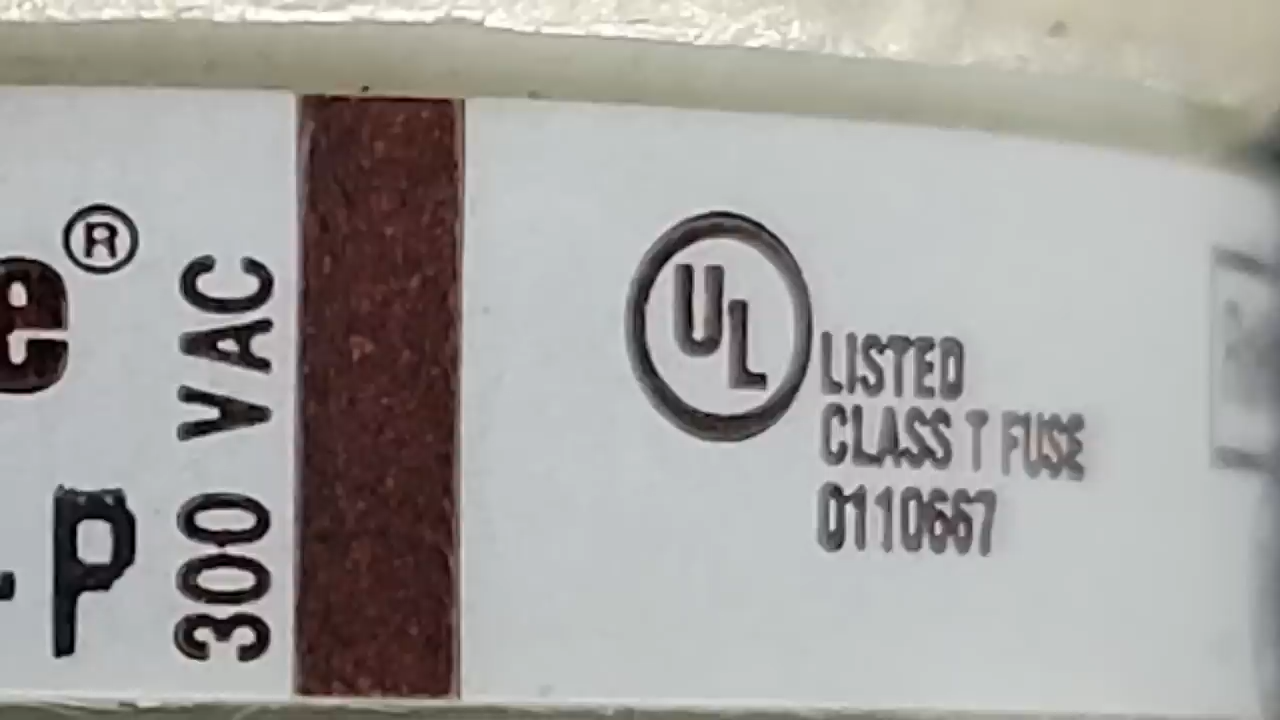 e®
-P
300 VAC
UL
LISTED
CLASS T FUSE
0110667